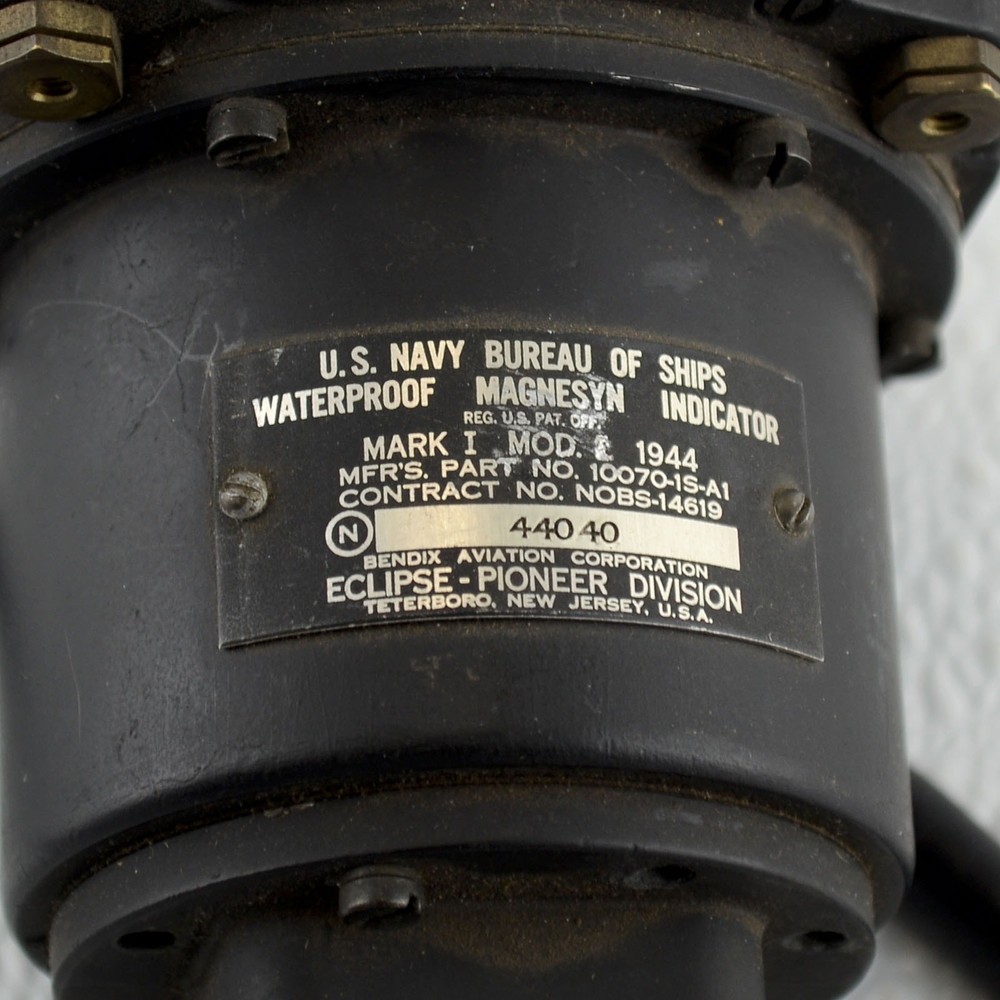 U.S. NAVY BUREAU OF SHIPS
WATERPROOF MAGNESYN INDICATOR
REG. U.S. PAT. OFF.
MARK I MOD. 1944
MFR'S. PART NO. 10070-1S-A1
CONTRACT NO. NOBS-14619
N 44040
BENDIX AVIATION CORPORATION
ECLIPSE-PIONEER DIVISION
TETERBORO, NEW JERSEY, U.S.A.